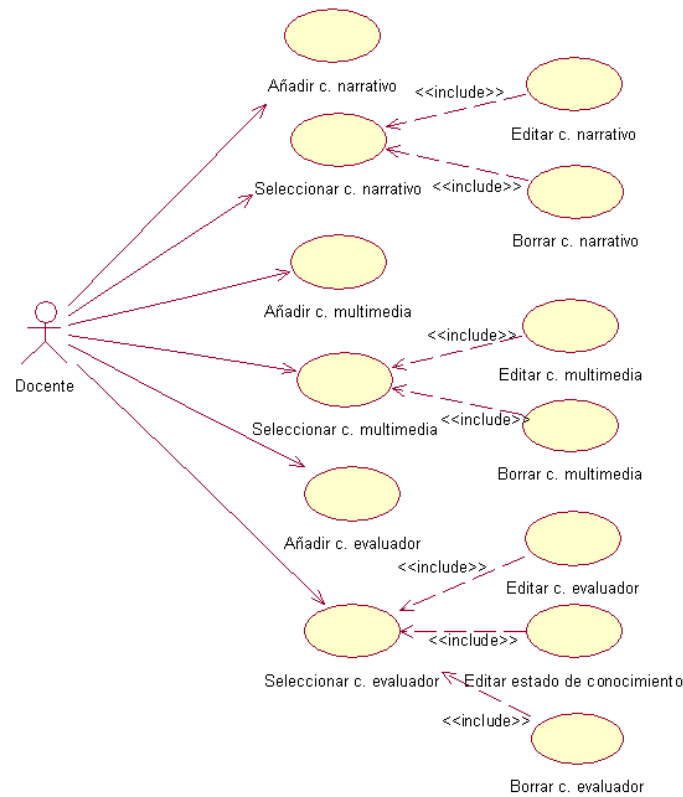 Añadir c. narrativo
<<include>>
Editar c. narrativo
Seleccionar c. narrativo
<<include>>
Borrar c. narrativo
Añadir c. multimedia
<<include>>
Docente
Editar c. multimedia
Seleccionar c. multimedia
<<include>>
Borrar c. multimedia
Añadir c. evaluador
<<include>>
Editar c. evaluador
<<include>>
Seleccionar c. evaluador
Editar estado de conocimiento
<<include>>
Borrar c. evaluador